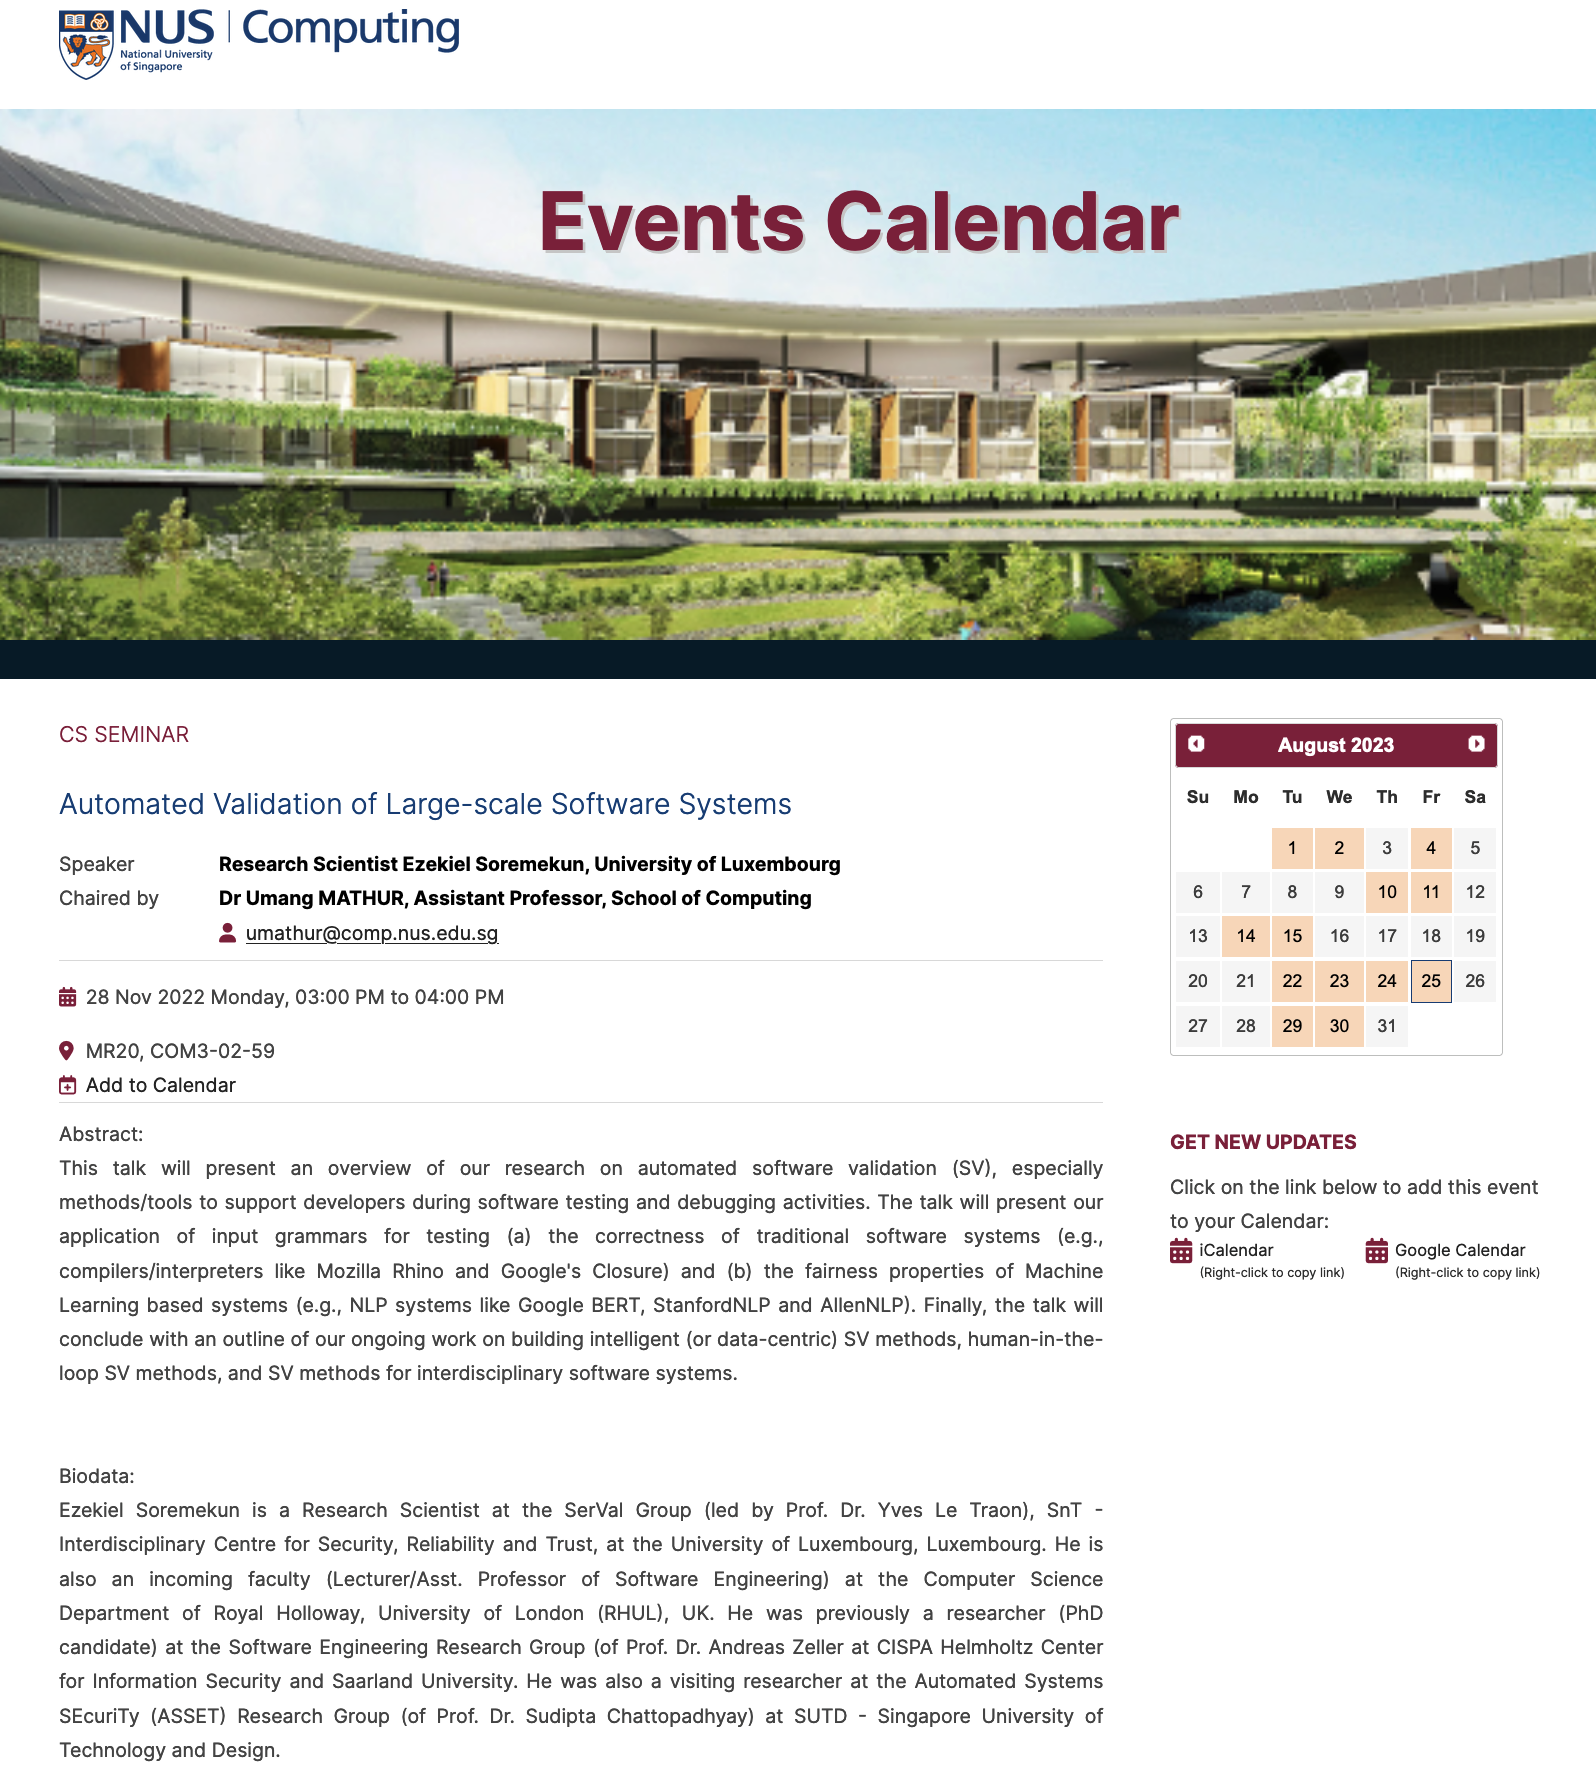 NUS Computing
National University
of Singapore
Events Calendar
CS SEMINAR
Automated Validation of Large-scale Software Systems
Speaker Research Scientist Ezekiel Soremekun, University of Luxembourg
Chaired by Dr Umang MATHUR, Assistant Professor, School of Computing
umathur@comp.nus.edu.sg
28 Nov 2022 Monday, 03:00 PM to 04:00 PM
MR20, COM3-02-59
Add to Calendar
Abstract:
This talk will present an overview of our research on automated software validation (SV), especially
methods/tools to support developers during software testing and debugging activities. The talk will present our
application of input grammars for testing (a) the correctness of traditional software systems (e.g.,
compilers/interpreters like Mozilla Rhino and Google's Closure) and (b) the fairness properties of Machine
Learning based systems (e.g., NLP systems like Google BERT, StanfordNLP and AllenNLP). Finally, the talk will
conclude with an outline of our ongoing work on building intelligent (or data-centric) SV methods, human-in-the-
loop SV methods, and SV methods for interdisciplinary software systems.
Biodata:
Ezekiel Soremekun is a Research Scientist at the SerVal Group (led by Prof. Dr. Yves Le Traon), SnT -
Interdisciplinary Centre for Security, Reliability and Trust, at the University of Luxembourg, Luxembourg. He is
also an incoming faculty (Lecturer/Asst. Professor of Software Engineering) at the Computer Science
Department of Royal Holloway, University of London (RHUL), UK. He was previously a researcher (PhD
candidate) at the Software Engineering Research Group (of Prof. Dr. Andreas Zeller at CISPA Helmholtz Center
for Information Security and Saarland University. He was also a visiting researcher at the Automated Systems
SEcuriTy (ASSET) Research Group (of Prof. Dr. Sudipta Chattopadhyay) at SUTD - Singapore University of
Technology and Design.
August 2023
Su Mo Tu We Th Fr Sa
1 2 3 4 5
6 7 8 9 10 11 12
13 14 15 16 17 18 19
20 21 22 23 24 25 26
27 28 29 30 31
GET NEW UPDATES
Click on the link below to add this event
to your Calendar:
iCalendar Google Calendar
(Right-click to copy link) (Right-click to copy link)